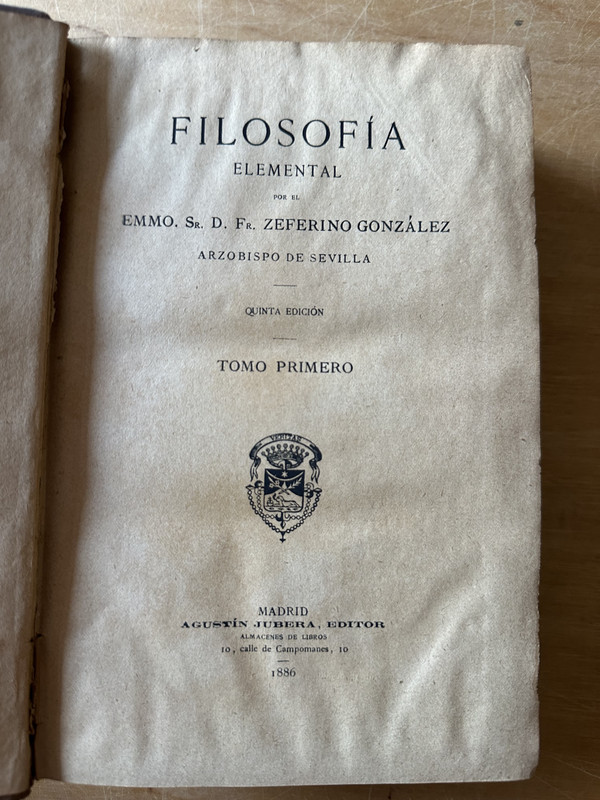 FILOSOFÍA
ELEMENTAL
POR EL
EMMO. SR. D. FR. ZEFERINO GONZÁLEZ
ARZOBISPO DE SEVILLA
QUINTA EDICIÓN
TOMO PRIMERO
VERITAS
MADRID
AGUSTÍN JUBERA, EDITOR
ALMACENES DE LIBROS
10, calle de Campomanes, 10
1886